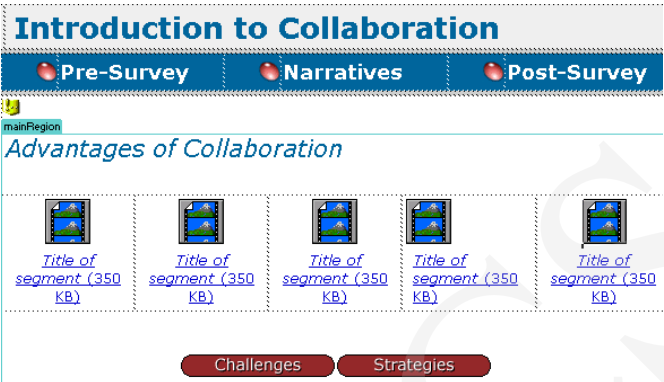 Introduction to Collaboration
Pre-Survey Narratives Post-Survey
mainRegion
Advantages of Collaboration
Title of segment (350 KB)
Title of segment (350 KB)
Title of segment (350 KB)
Title of segment (350 KB)
Title of segment (350 KB)
Challenges Strategies